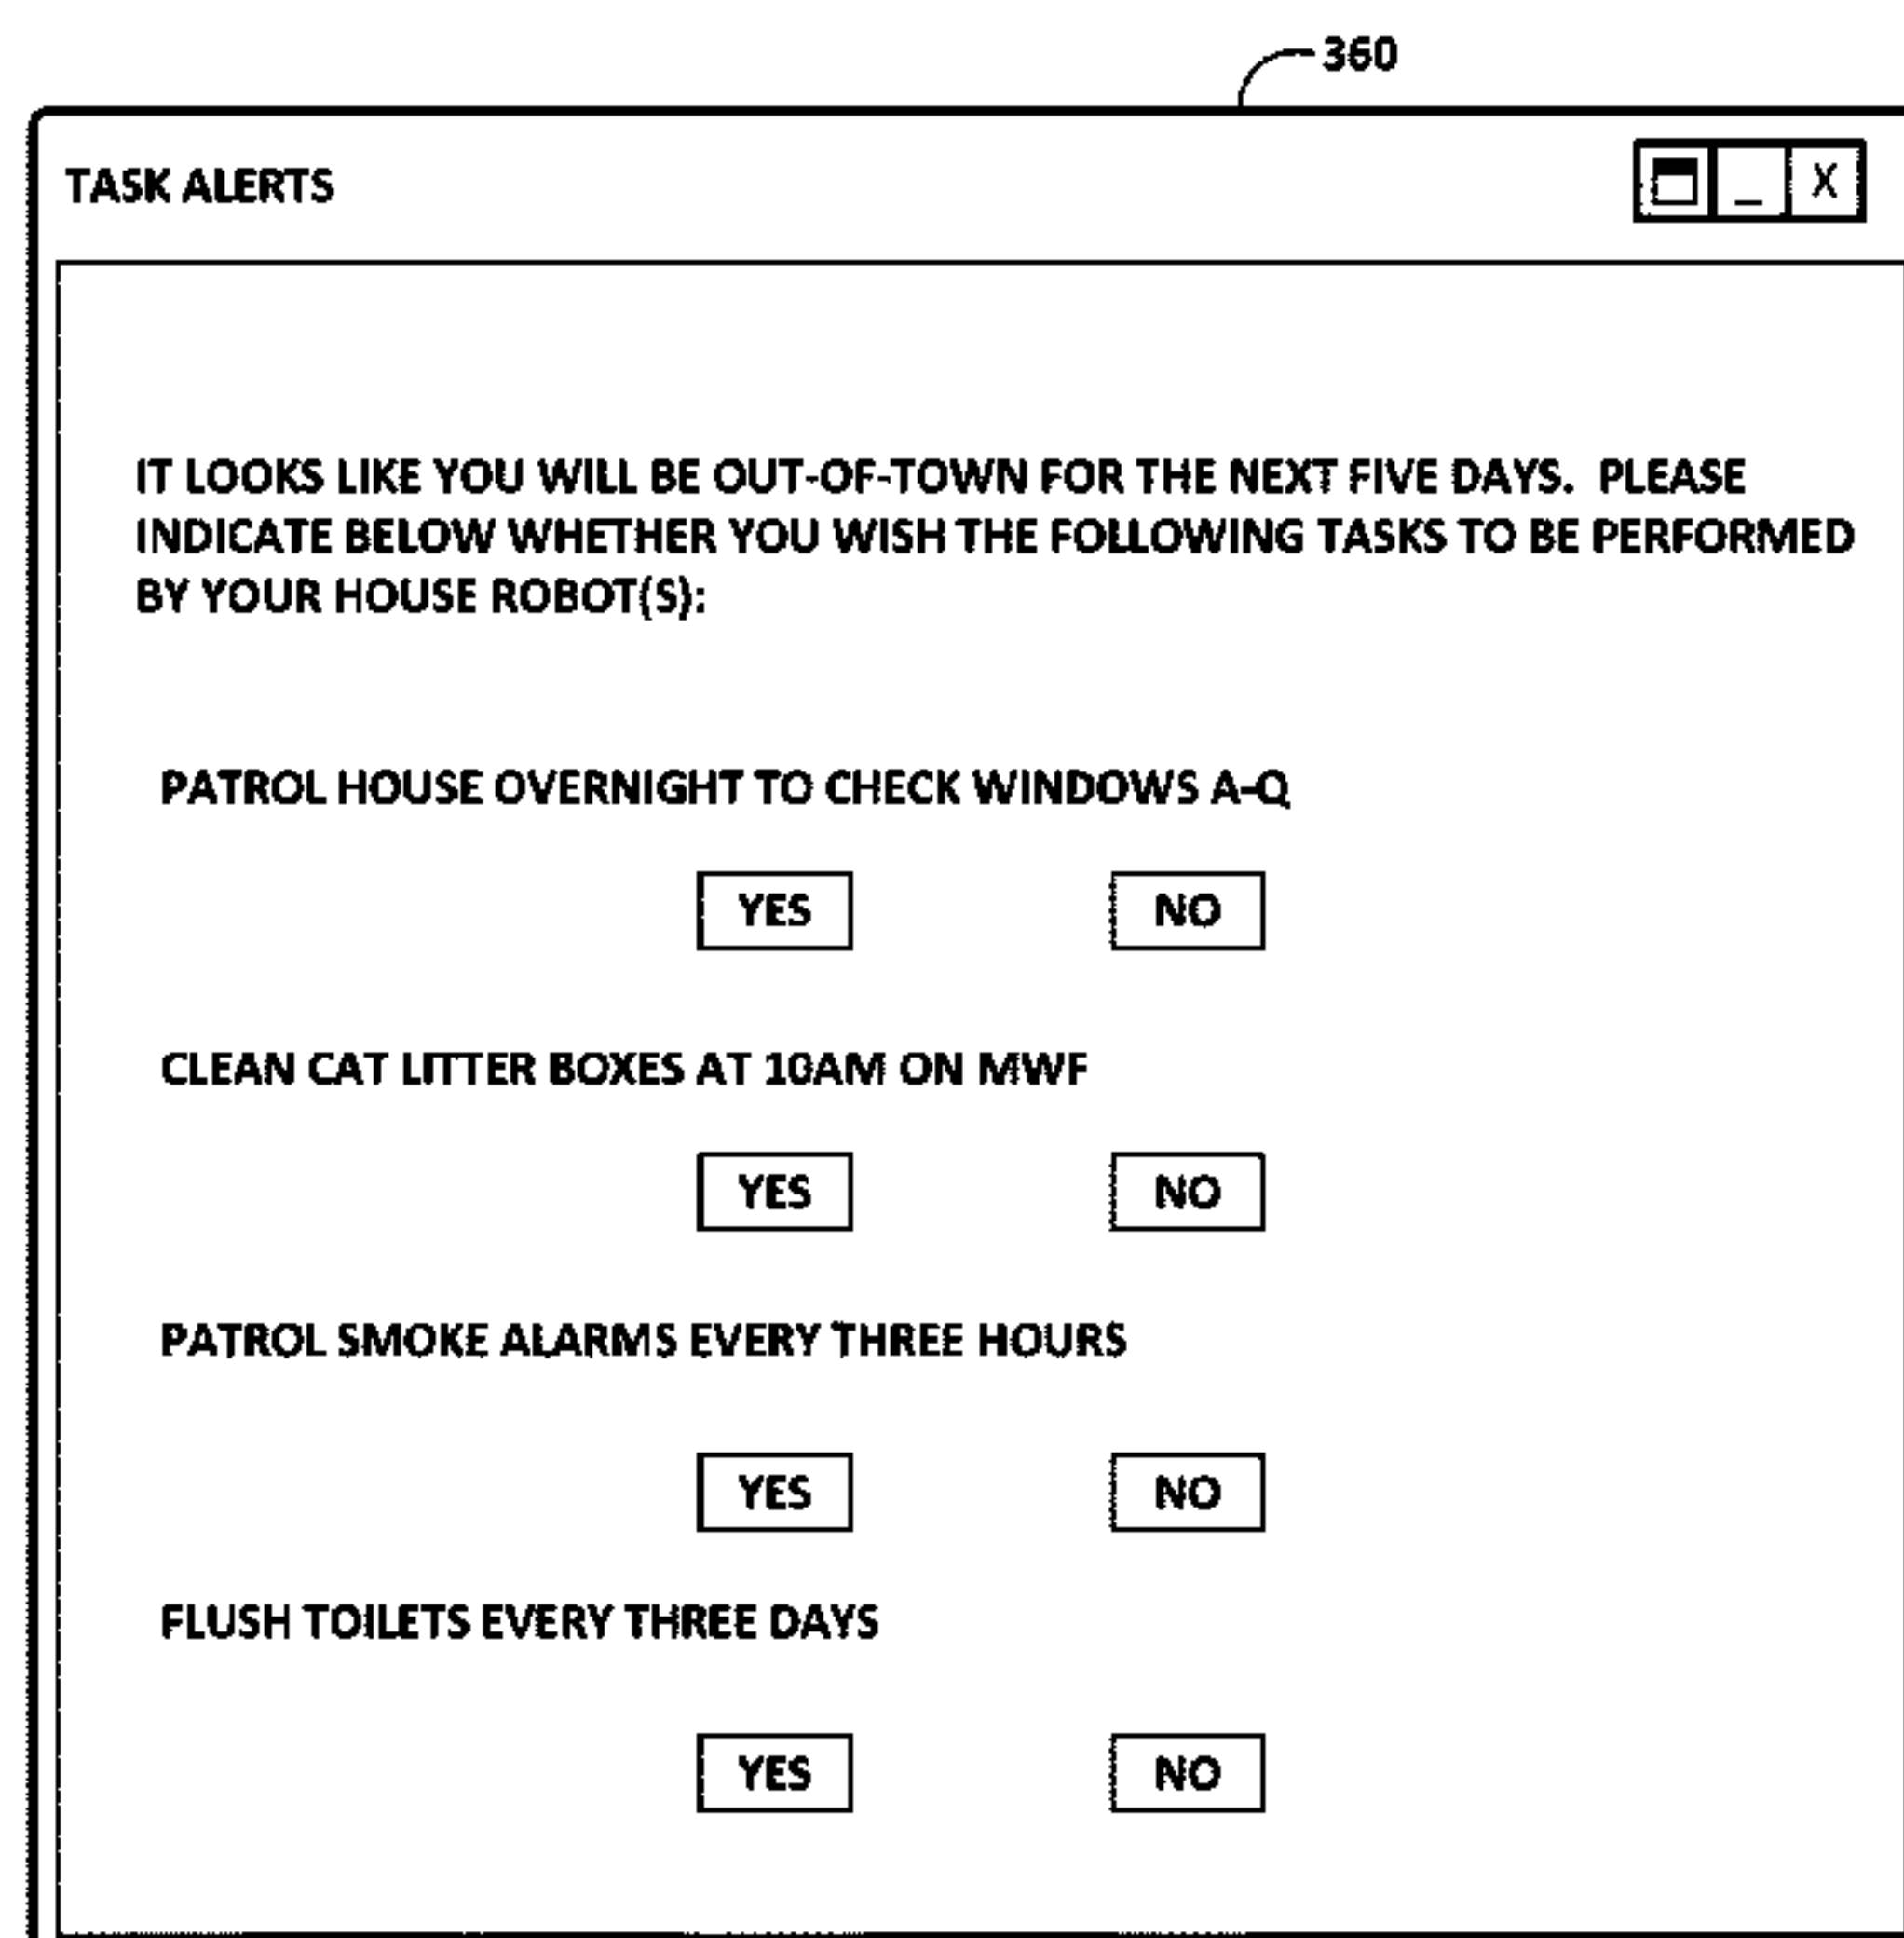 360
TASK ALERTS
_ X
IT LOOKS LIKE YOU WILL BE OUT-OF-TOWN FOR THE NEXT FIVE DAYS. PLEASE
INDICATE BELOW WHETHER YOU WISH THE FOLLOWING TASKS TO BE PERFORMED
BY YOUR HOUSE ROBOT(S):
PATROL HOUSE OVERNIGHT TO CHECK WINDOWS A-Q
YES NO
CLEAN CAT LITTER BOXES AT 10AM ON MWF
YES NO
PATROL SMOKE ALARMS EVERY THREE HOURS
YES NO
FLUSH TOILETS EVERY THREE DAYS
YES NO